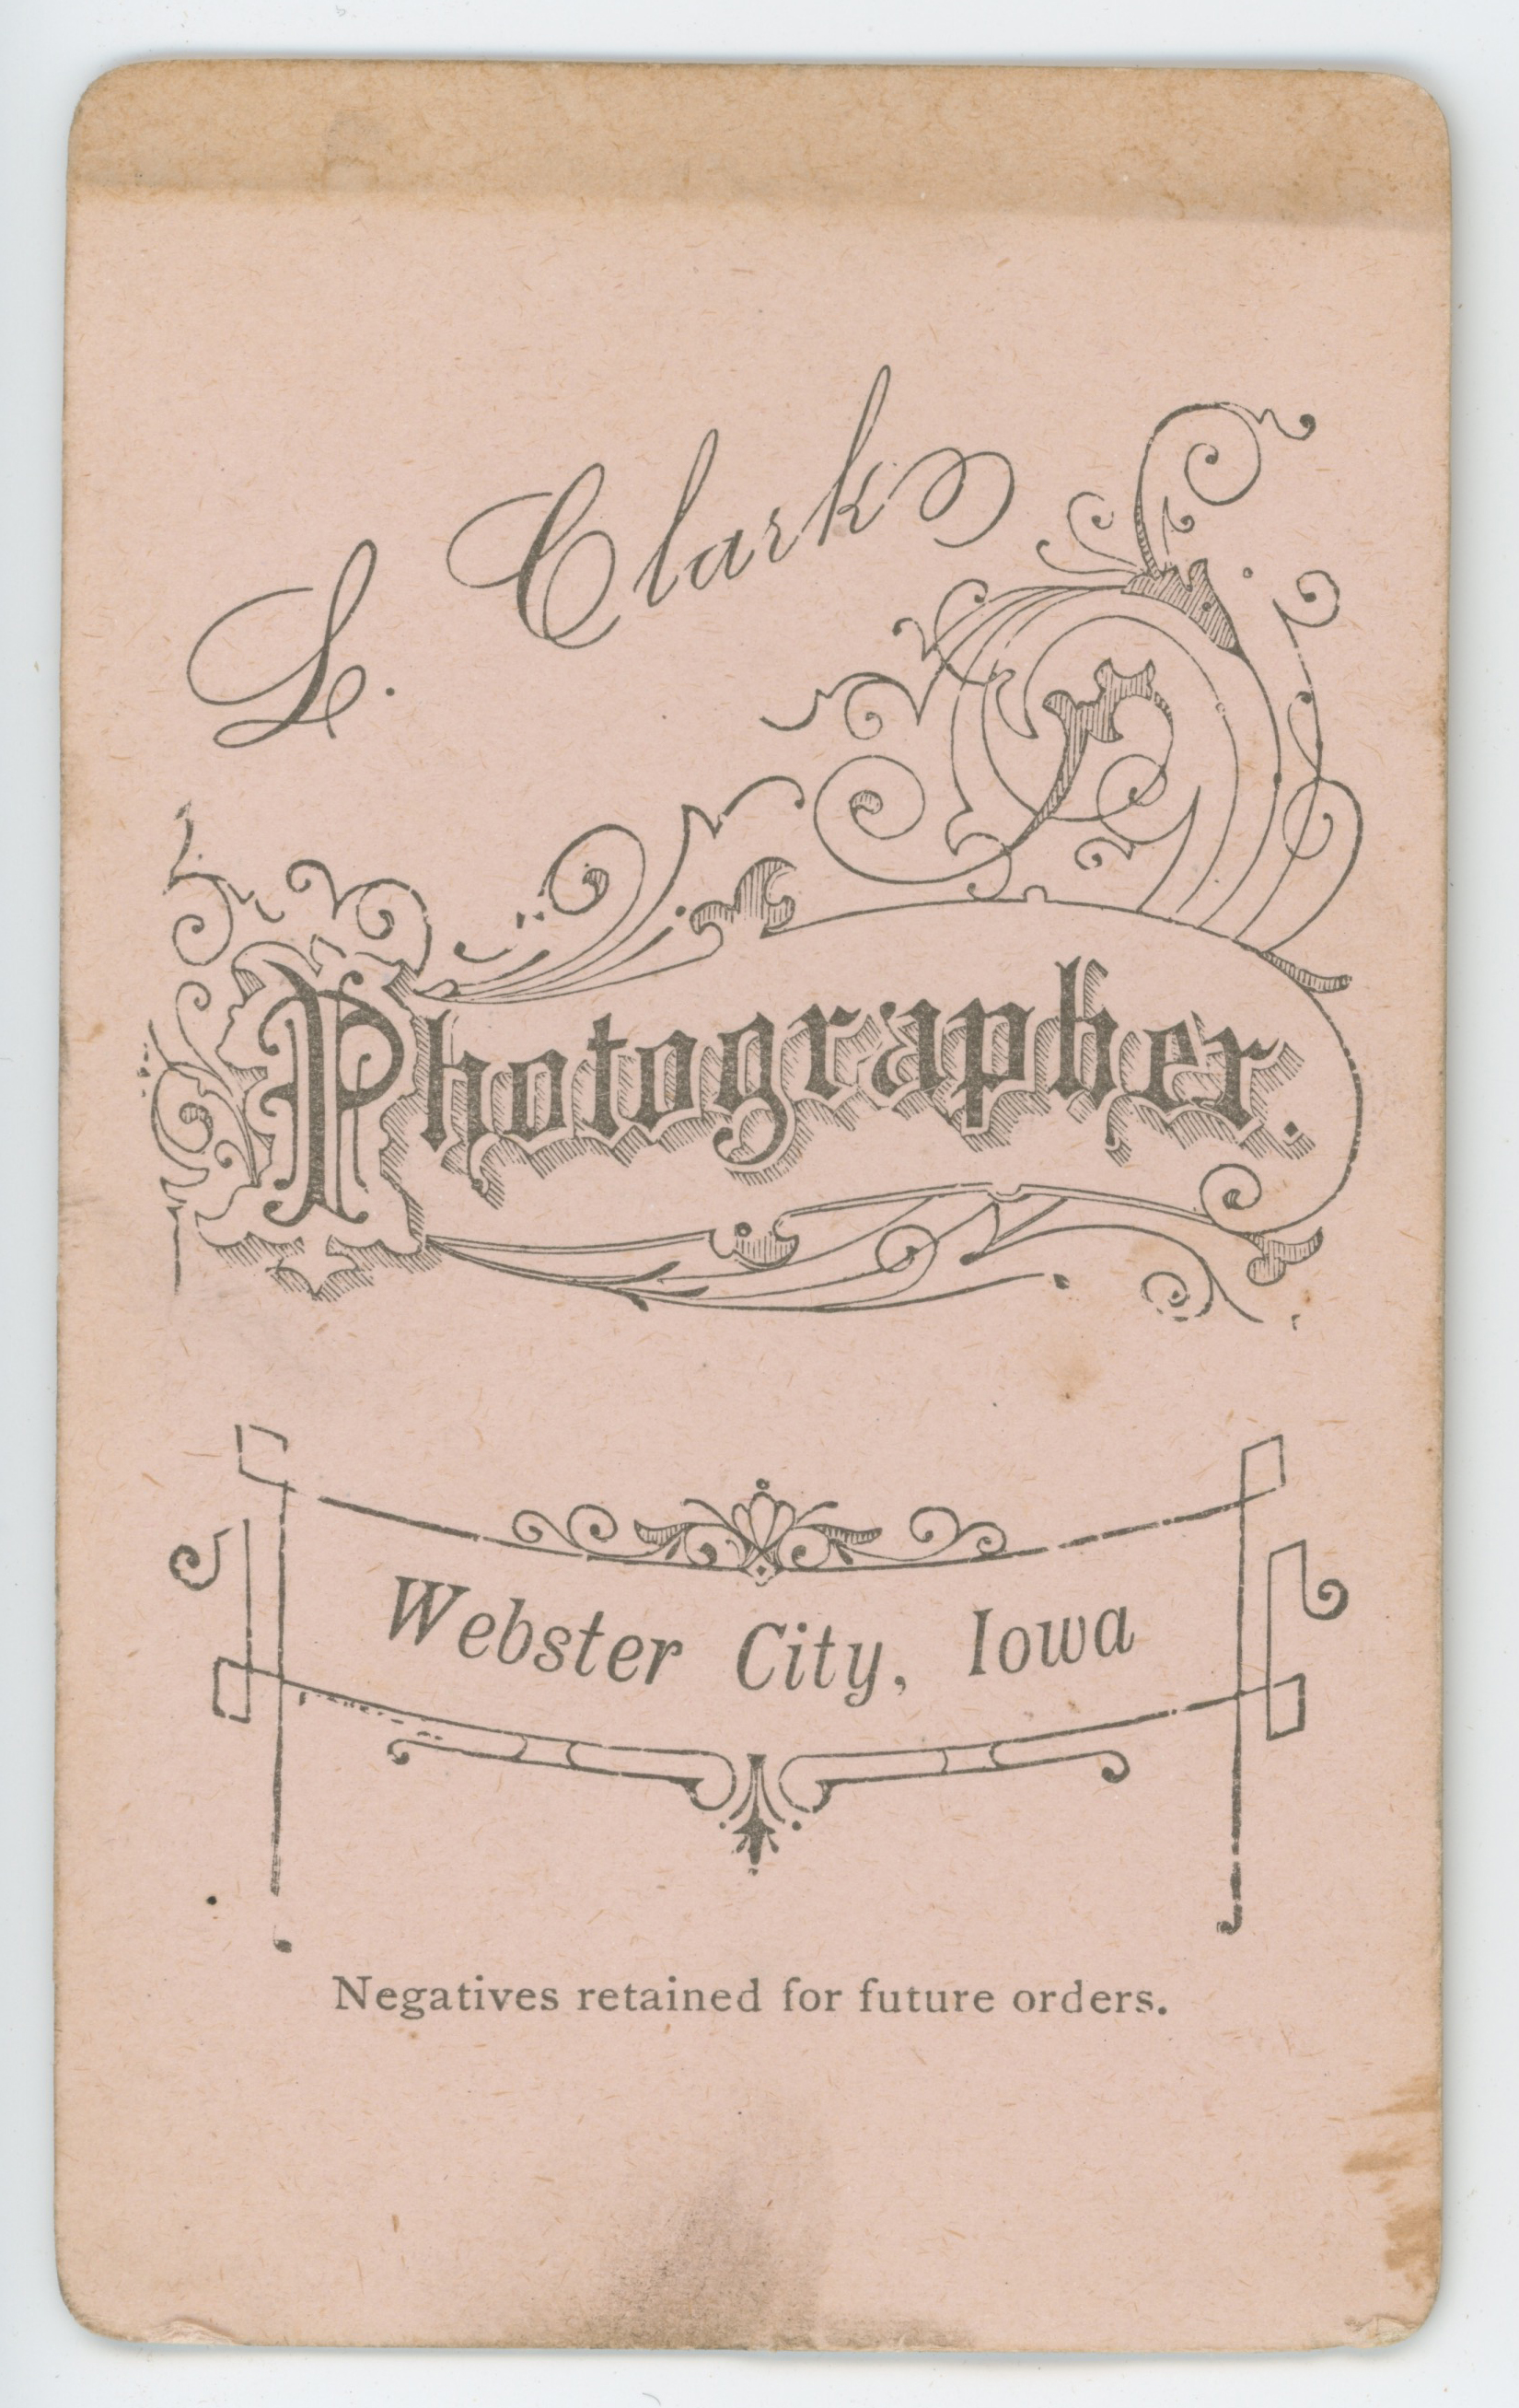 L. Clark
Photographer.
Webster City, Iowa
Negatives retained for future orders.